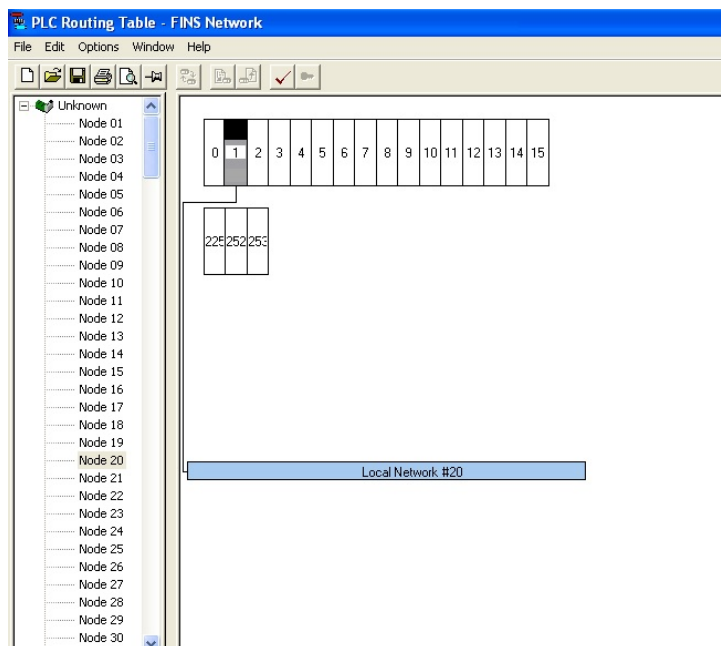 PLC Routing Table - FINS Network
File Edit Options Window Help
Unknown
Node 01
Node 02
Node 03
Node 04
Node 05
Node 06
Node 07
Node 08
Node 09
Node 10
Node 11
Node 12
Node 13
Node 14
Node 15
Node 16
Node 17
Node 18
Node 19
Node 20
Node 21
Node 22
Node 23
Node 24
Node 25
Node 26
Node 27
Node 28
Node 29
Node 30
0 1 2 3 4 5 6 7 8 9 10 11 12 13 14 15
225 252 253
Local Network #20